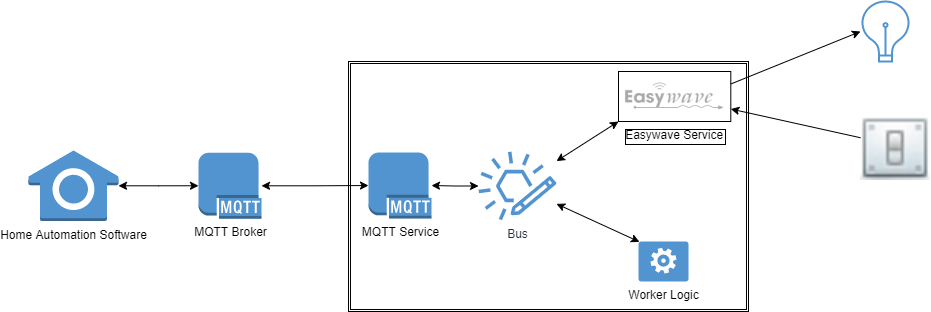 Easywave
Easywave Service
MQTT
MQTT
Home Automation Software
MQTT Broker
MQTT Service
Bus
Worker Logic